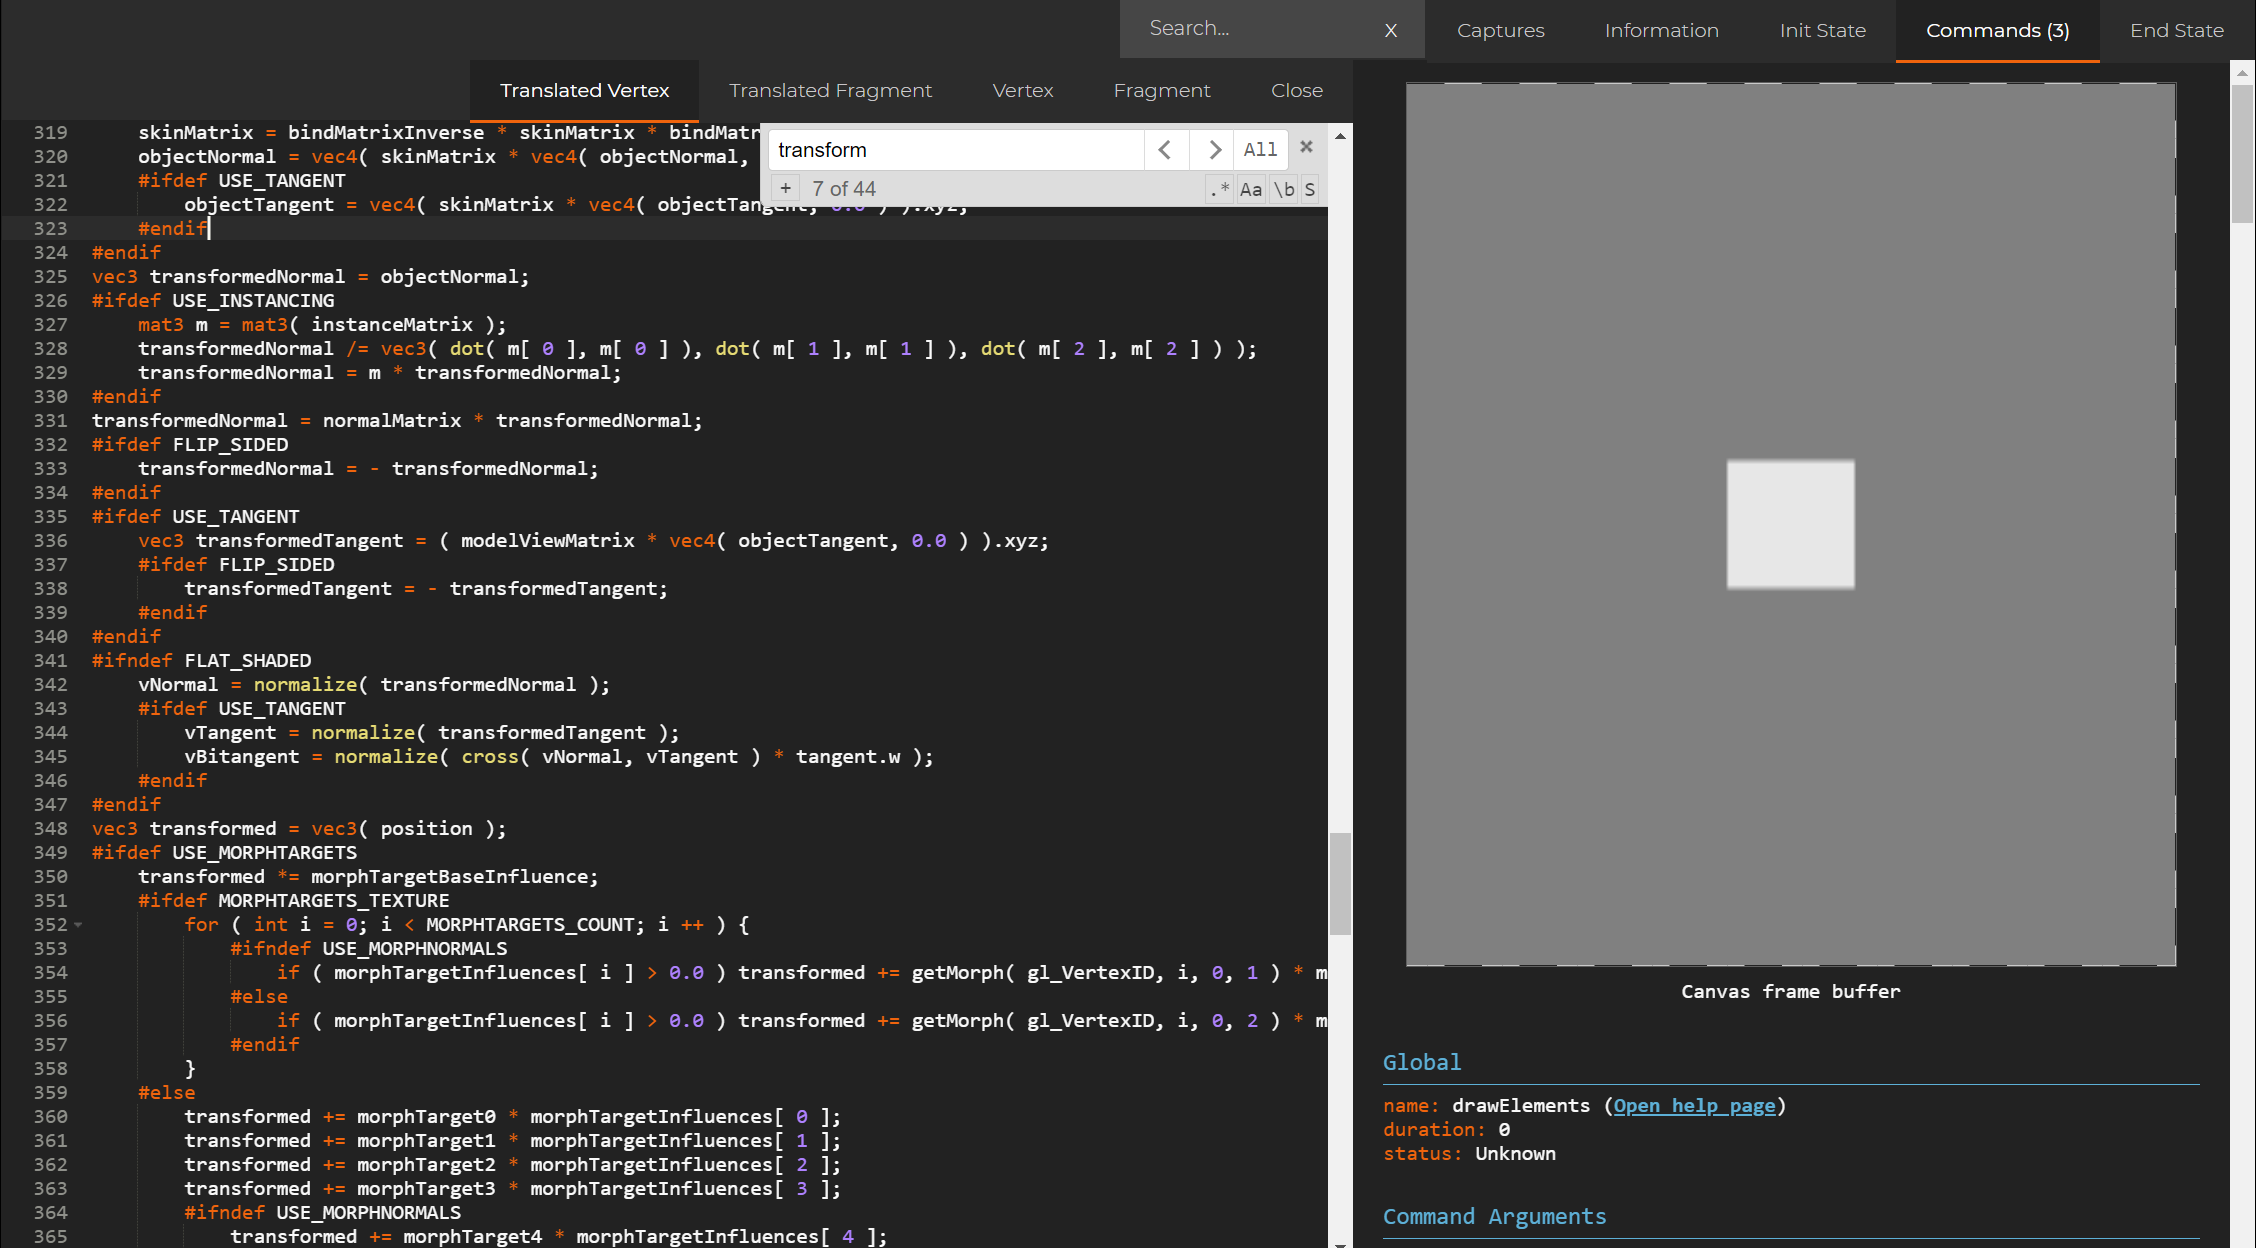 Search... X Captures Information Init State Commands (3) End State
Translated Vertex Translated Fragment Vertex Fragment Close
transform All
+ 7 of 44 .* Aa \b S
319 skinMatrix = bindMatrixInverse * skinMatrix * bindMatr
320 objectNormal = vec4( skinMatrix * vec4( objectNormal,
321 #ifdef USE_TANGENT
322 objectTangent = vec4( skinMatrix * vec4( objectTangent, 0.0 ) ).xyz;
323 #endif
324 #endif
325 vec3 transformedNormal = objectNormal;
326 #ifdef USE_INSTANCING
327 mat3 m = mat3( instanceMatrix );
328 transformedNormal /= vec3( dot( m[ 0 ], m[ 0 ] ), dot( m[ 1 ], m[ 1 ] ), dot( m[ 2 ], m[ 2 ] ) );
329 transformedNormal = m * transformedNormal;
330 #endif
331 transformedNormal = normalMatrix * transformedNormal;
332 #ifdef FLIP_SIDED
333 transformedNormal = - transformedNormal;
334 #endif
335 #ifdef USE_TANGENT
336 vec3 transformedTangent = ( modelViewMatrix * vec4( objectTangent, 0.0 ) ).xyz;
337 #ifdef FLIP_SIDED
338 transformedTangent = - transformedTangent;
339 #endif
340 #endif
341 #ifndef FLAT_SHADED
342 vNormal = normalize( transformedNormal );
343 #ifdef USE_TANGENT
344 vTangent = normalize( transformedTangent );
345 vBitangent = normalize( cross( vNormal, vTangent ) * tangent.w );
346 #endif
347 #endif
348 vec3 transformed = vec3( position );
349 #ifdef USE_MORPHTARGETS
350 transformed *= morphTargetBaseInfluence;
351 #ifdef MORPHTARGETS_TEXTURE
352 for ( int i = 0; i < MORPHTARGETS_COUNT; i ++ ) {
353 #ifndef USE_MORPHNORMALS
354 if ( morphTargetInfluences[ i ] > 0.0 ) transformed += getMorph( gl_VertexID, i, 0, 1 ) * m
355 #else
356 if ( morphTargetInfluences[ i ] > 0.0 ) transformed += getMorph( gl_VertexID, i, 0, 2 ) * m
357 #endif
358 }
359 #else
360 transformed += morphTarget0 * morphTargetInfluences[ 0 ];
361 transformed += morphTarget1 * morphTargetInfluences[ 1 ];
362 transformed += morphTarget2 * morphTargetInfluences[ 2 ];
363 transformed += morphTarget3 * morphTargetInfluences[ 3 ];
364 #ifndef USE_MORPHNORMALS
365 transformed += morphTarget4 * morphTargetInfluences[ 4 ];
Canvas frame buffer
Global
name: drawElements (Open help page)
duration: 0
status: Unknown
Command Arguments